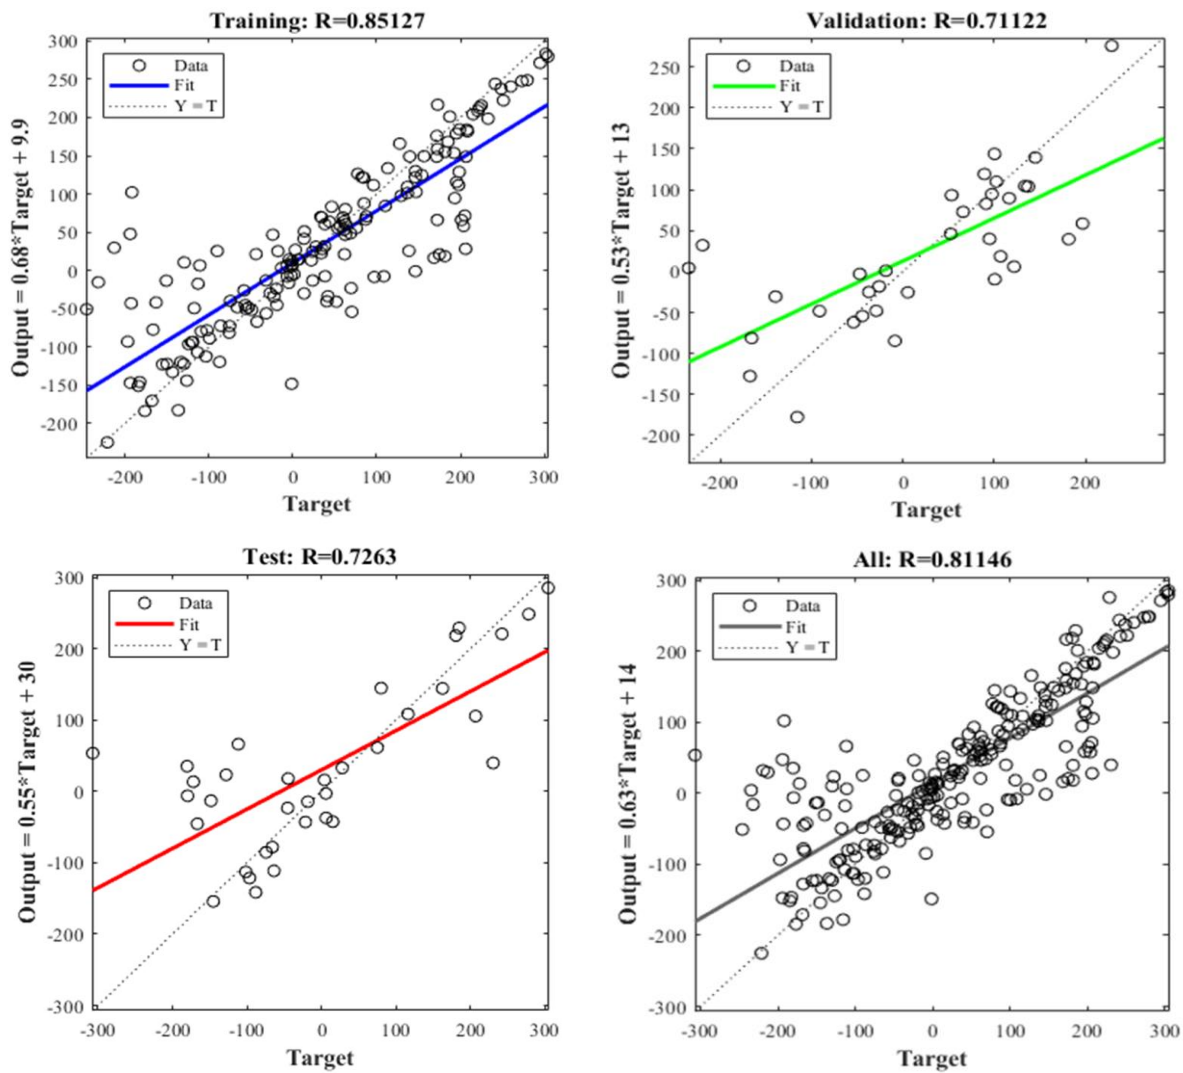 Training: R=0.85127
Data
Fit
Y = T
300
250
200
150
100
50
0
-50
-100
-150
-200
-200
-100
0
100
200
300
Target
Output = 0.68*Target + 9.9
Validation: R=0.71122
Data
Fit
Y = T
250
200
150
100
50
0
-50
-100
-150
-200
-200
-100
0
100
200
Target
Output = 0.53*Target + 13
Test: R=0.7263
Data
Fit
Y = T
300
200
100
0
-100
-200
-300
-300
-200
-100
0
100
200
300
Target
Output = 0.55*Target + 30
All: R=0.81146
Data
Fit
Y = T
300
200
100
0
-100
-200
-300
-300
-200
-100
0
100
200
300
Target
Output = 0.63*Target + 14